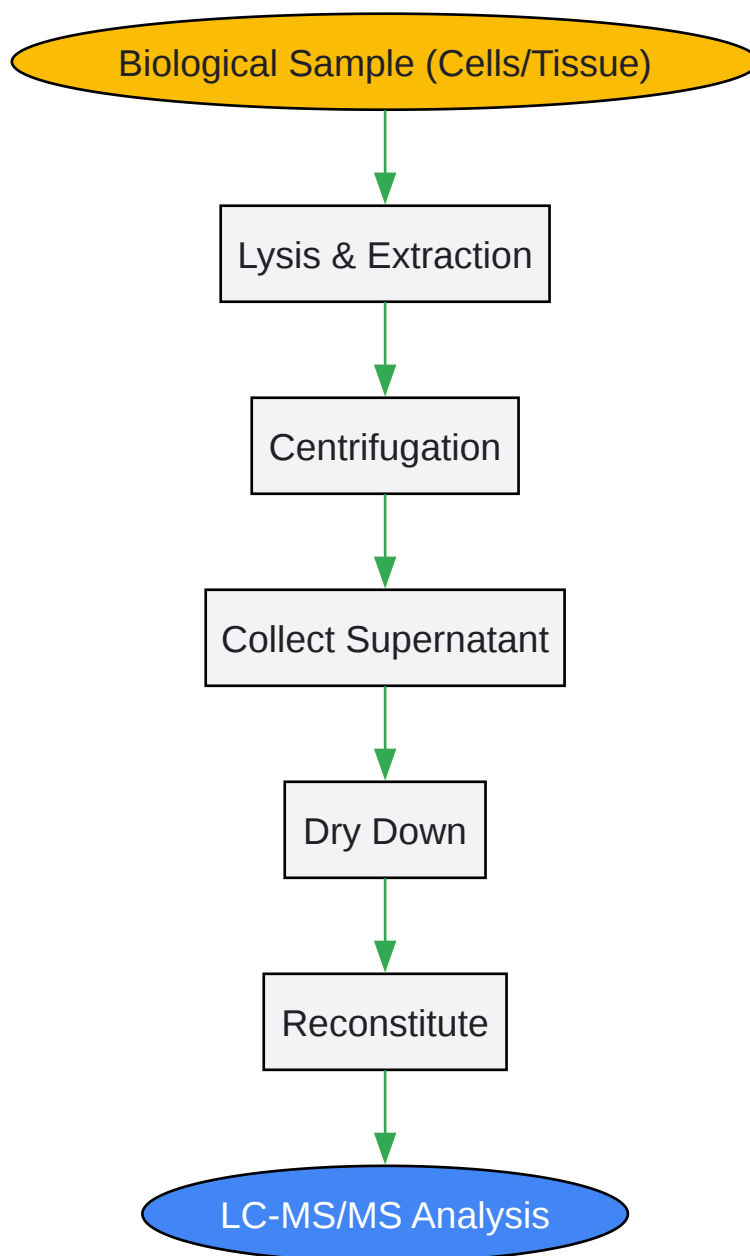 Biological Sample (Cells/Tissue)
Lysis & Extraction
Centrifugation
Collect Supernatant
Dry Down
Reconstitute
LC-MS/MS Analysis